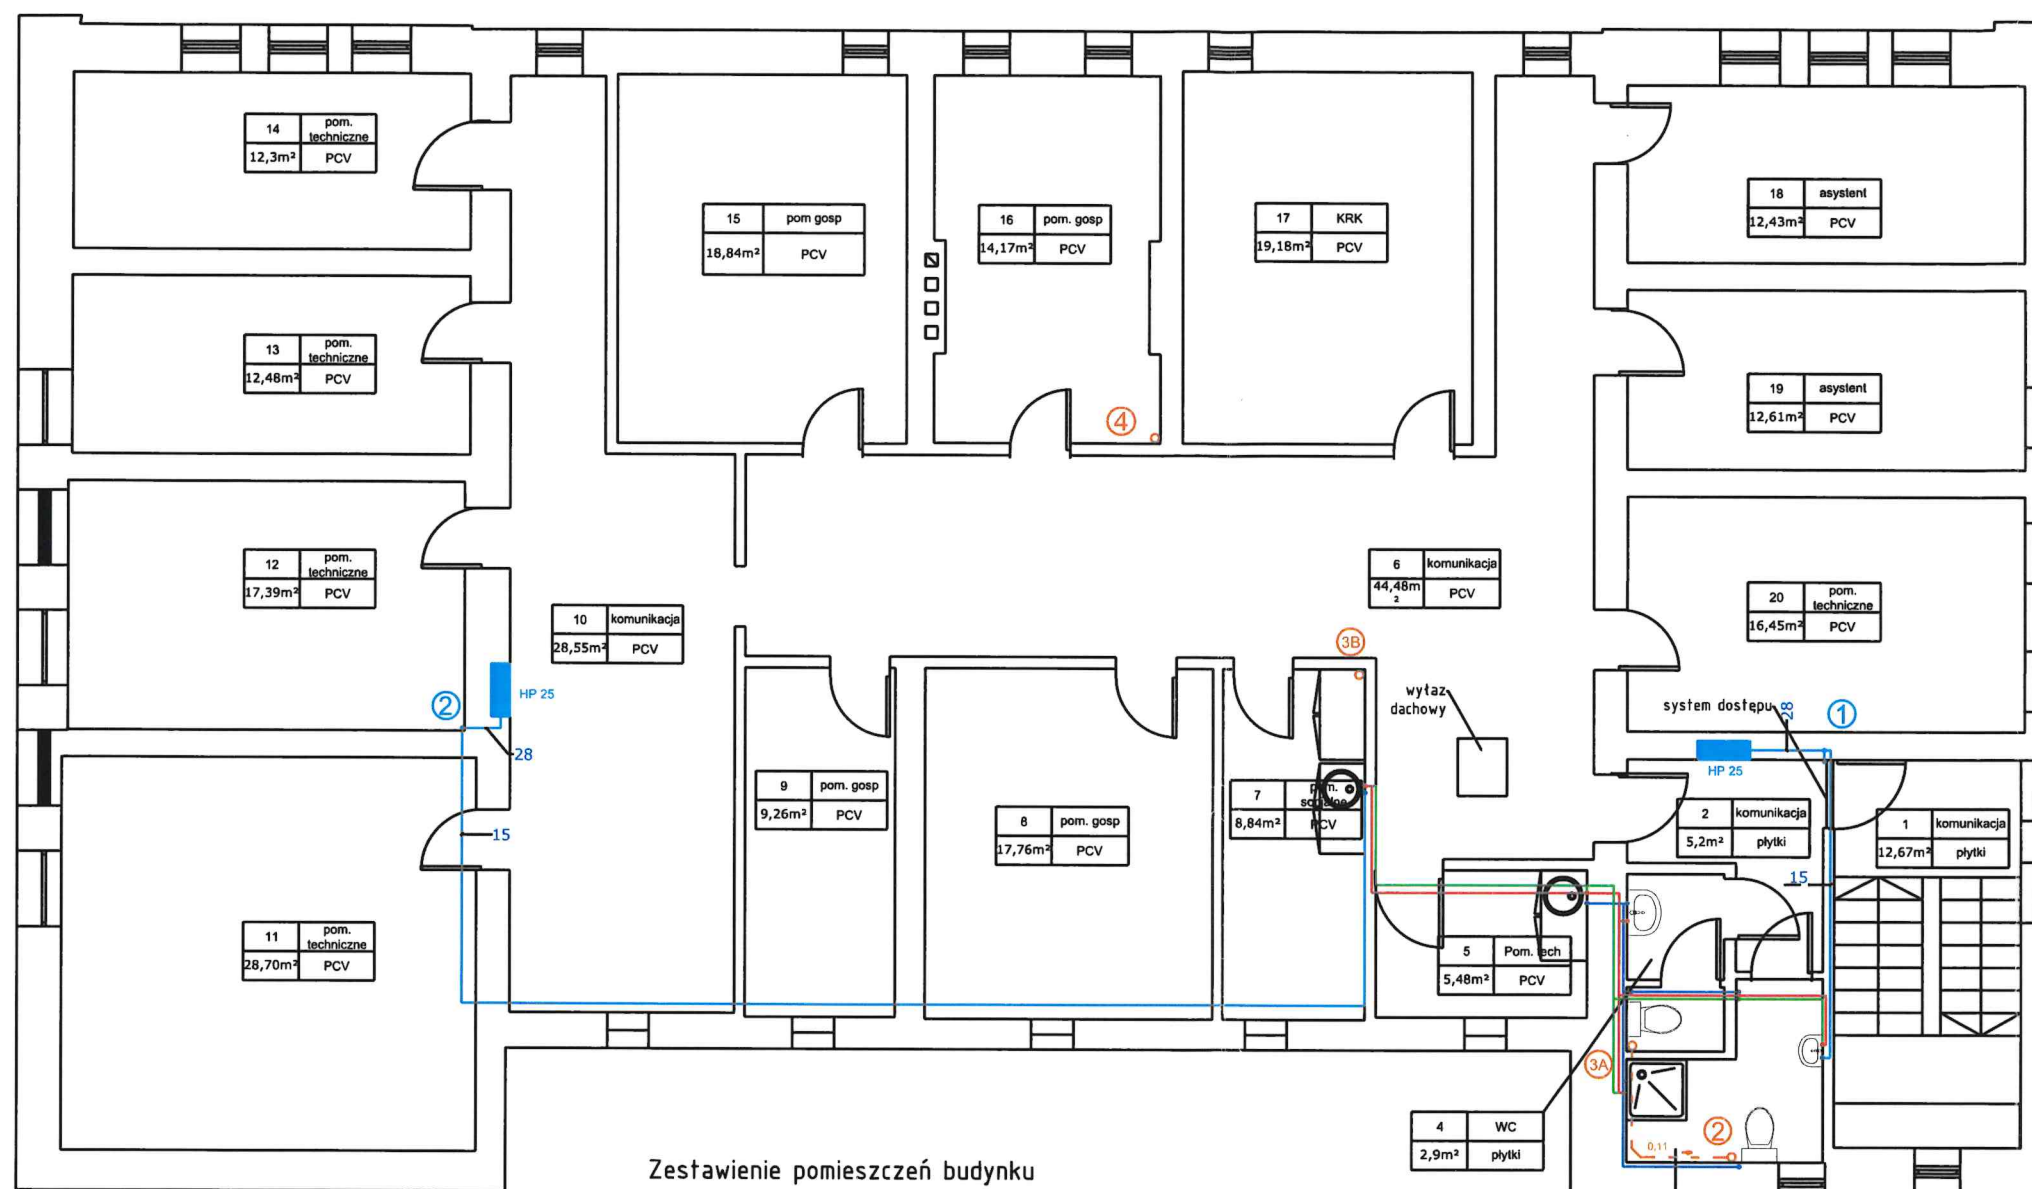 14 pom. techniczne
12,3m² PCV
15 pom gosp
18,84m² PCV
16 pom. gosp
14,17m² PCV
17 KRK
19,18m² PCV
18 asystent
12,43m² PCV
13 pom. techniczne
12,48m² PCV
4
19 asystent
12,61m² PCV
12 pom. techniczne
17,39m² PCV
10 komunikacja
28,55m² PCV
6 komunikacja
44,48m² PCV
20 pom. techniczne
16,45m² PCV
3B
HP 25
2
28
15
wyłaz
dachowy
system dostępu
28
1
HP 25
9 pom. gosp
9,26m² PCV
8 pom. gosp
17,76m² PCV
7 pom. socjalne
8,84m² PCV
2 komunikacja
5,2m² płytki
1 komunikacja
12,67m² płytki
15
11 pom. techniczne
28,70m² PCV
5 Pom. tech
5,48m² PCV
3A
4 WC
2,9m² płytki
2
0,11
Zestawienie pomieszczeń budynku